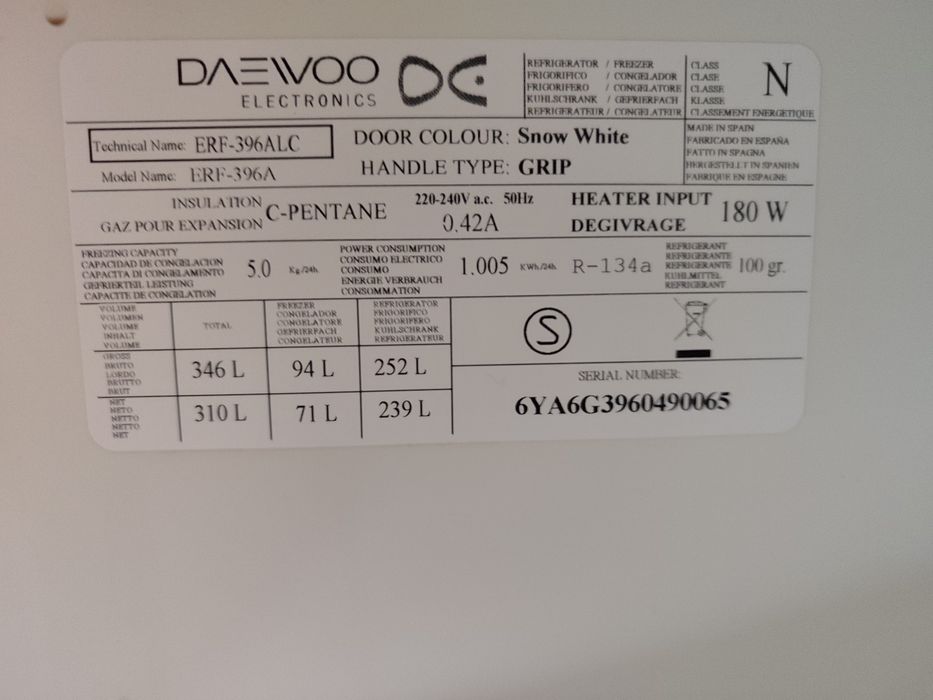 DAEWOO
ELECTRONICS
REFRIGERATOR / FREEZER
FRIGORIFICO / CONGELADOR
FRIGORIFERO / CONGELATORE
KUHLSCHRANK / GEFRIERFACH
REFRIGERATEUR / CONGELATEUR
CLASS
CLASE
CLASSE
KLASSE
CLASSEMENT ENERGETIQUE
N
Technical Name: ERF-396ALC
Model Name: ERF-396A
DOOR COLOUR: Snow White
HANDLE TYPE: GRIP
MADE IN SPAIN
FABRICADO EN ESPAÑA
FATTO IN SPAGNA
HERGESTELLT IN SPANIEN
FABRIQUE EN ESPAGNE
INSULATION
GAZ POUR EXPANSION
C-PENTANE
220-240V a.c. 50Hz
0.42A
HEATER INPUT
DEGIVRAGE
180 W
FREEZING CAPACITY
CAPACIDAD DE CONGELACION
CAPACITA DI CONGELAMENTO
GEFRIERTEIL LEISTUNG
CAPACITE DE CONGELATION
5.0 Kg/24h
POWER CONSUMPTION
CONSUMO ELECTRICO
CONSUMO
ENERGIE VERBRAUCH
CONSOMMATION
1.005 KWh/24h
R-134a
REFRIGERANT
REFRIGERANTE
REFRIGERANTE
KUHLMITTEL
REFRIGERANT
100 gr.
VOLUME
VOLUMEN
VOLUME
INHALT
VOLUME
TOTAL
FREEZER
CONGELADOR
CONGELATORE
GEFRIERFACH
CONGELATEUR
REFRIGERATOR
FRIGORIFICO
FRIGORIFERO
KUHLSCHRANK
REFRIGERATEUR
GROSS
BRUTO
LORDO
BRUTTO
BRUT
346 L
94 L
252 L
NET
NETO
NETTO
NETTO
NET
310 L
71 L
239 L
S
SERIAL NUMBER:
6YA6G3960490065